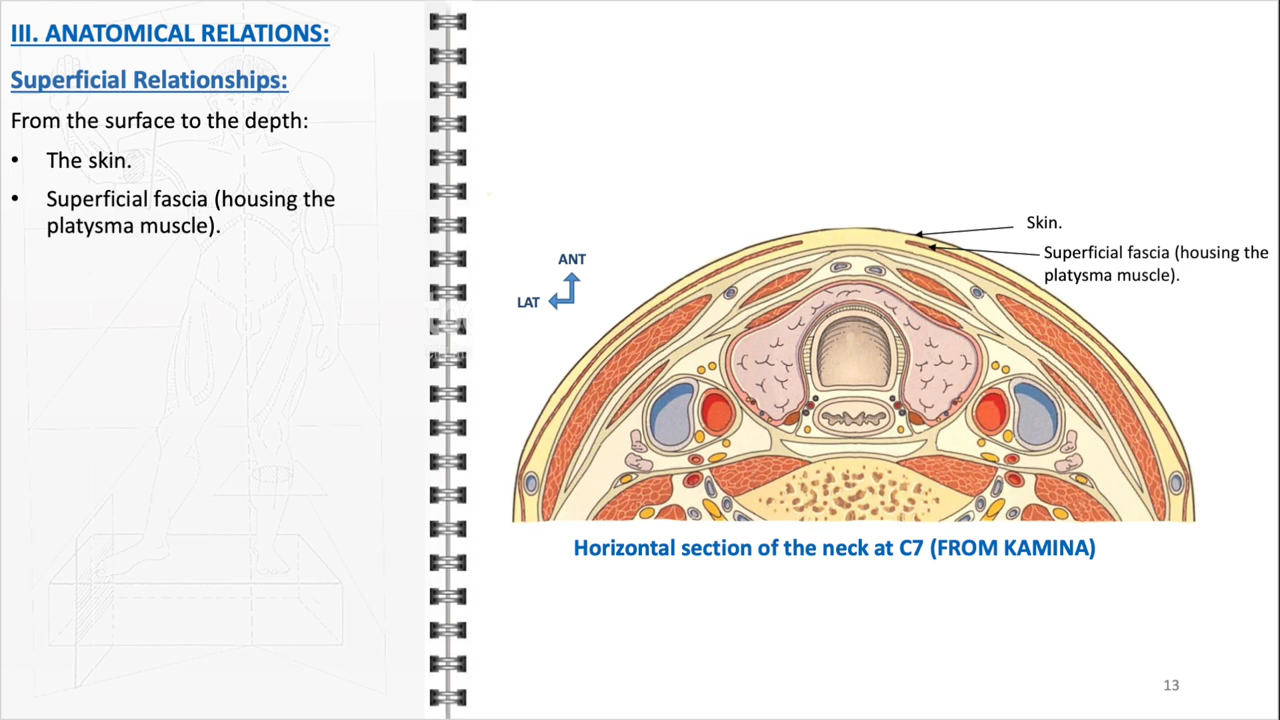 III. ANATOMICAL RELATIONS:
Superficial Relationships:
From the surface to the depth:
• The skin.
• Superficial fascia (housing the
platysma muscle).
Skin.
Superficial fascia (housing the
platysma muscle).
ANT
LAT
Horizontal section of the neck at C7 (FROM KAMINA)
13